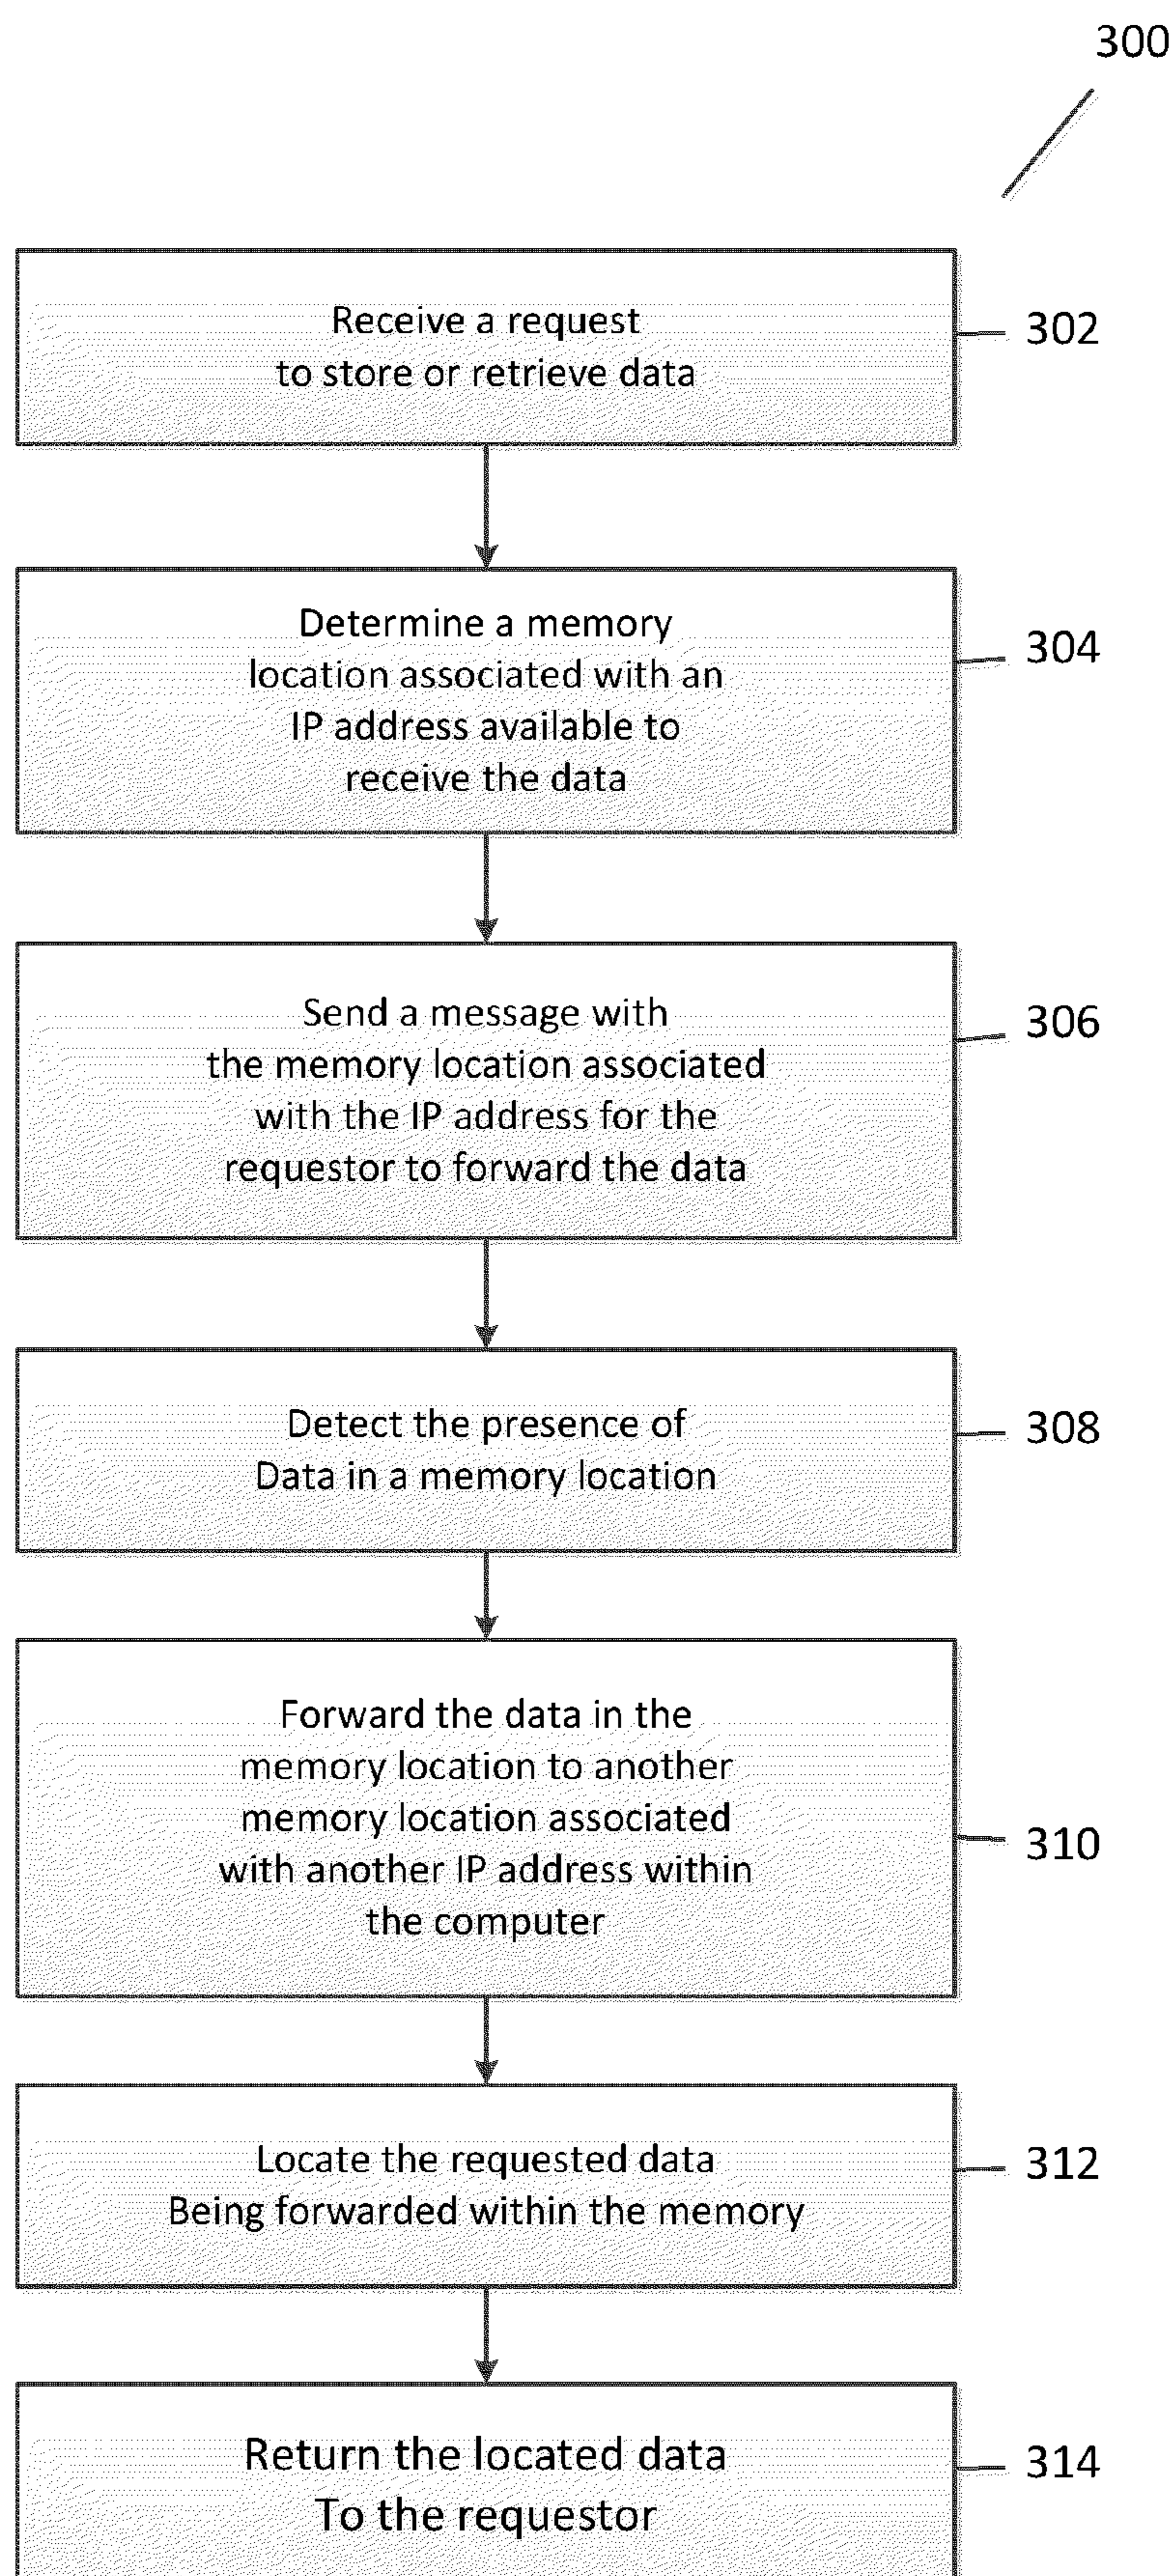 300
Receive a request
to store or retrieve data
302
Determine a memory
location associated with an
IP address available to
receive the data
304
Send a message with
the memory location associated
with the IP address for the
requestor to forward the data
306
Detect the presence of
Data in a memory location
308
Forward the data in the
memory location to another
memory location associated
with another IP address within
the computer
310
Locate the requested data
Being forwarded within the memory
312
Return the located data
To the requestor
314